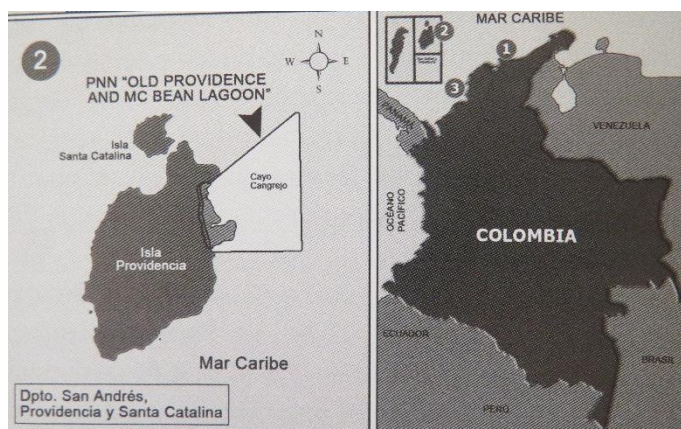 2
PNN "OLD PROVIDENCE
AND MC BEAN LAGOON"
N
W
E
S
Isla
Santa Catalina
Cayo
Cangrejo
Isla
Providencia
Mar Caribe
Dpto. San Andrés,
Providencia y Santa Catalina
MAR CARIBE
2
1
3
PANAMÁ
VENEZUELA
OCÉANO
PACÍFICO
COLOMBIA
ECUADOR
BRASIL
PERÚ